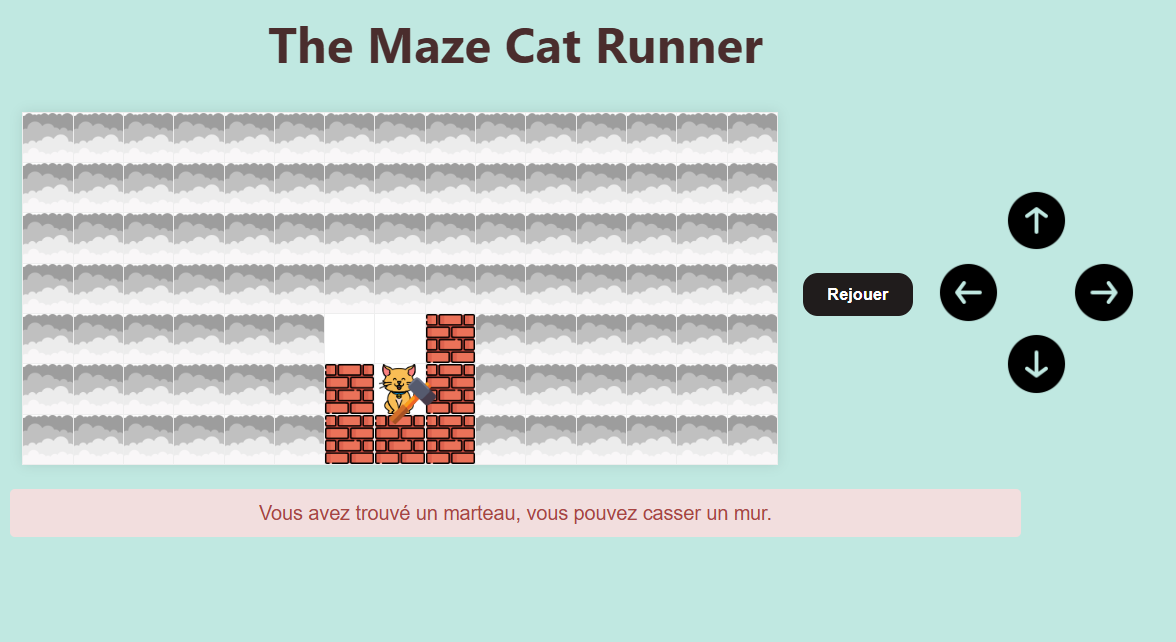 The Maze Cat Runner
Rejouer
Vous avez trouvé un marteau, vous pouvez casser un mur.